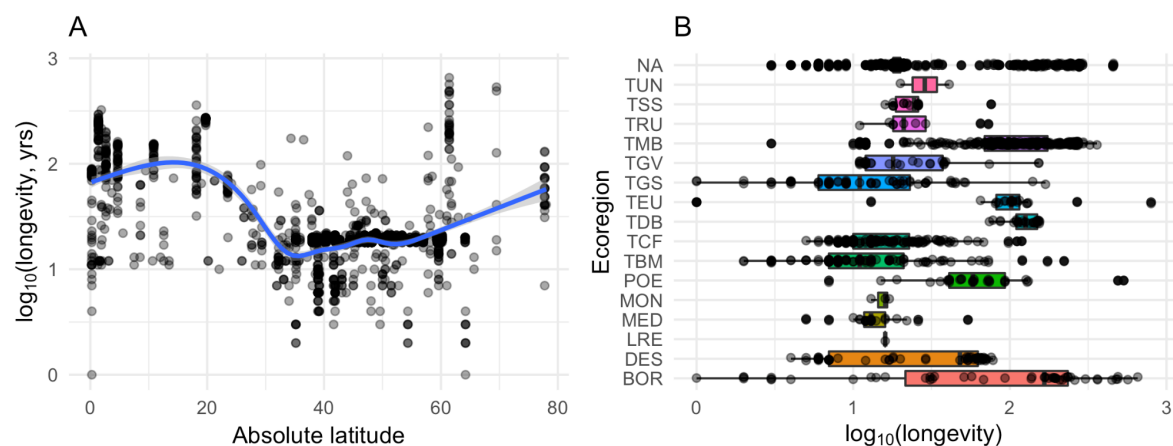 A
log₁₀(longevity, yrs)
3
2
1
0
0
20
40
60
80
Absolute latitude
B
Ecoregion
NA
TUN
TSS
TRU
TMB
TGV
TGS
TEU
TDB
TCF
TBM
POE
MON
MED
LRE
DES
BOR
0
1
2
3
log₁₀(longevity)